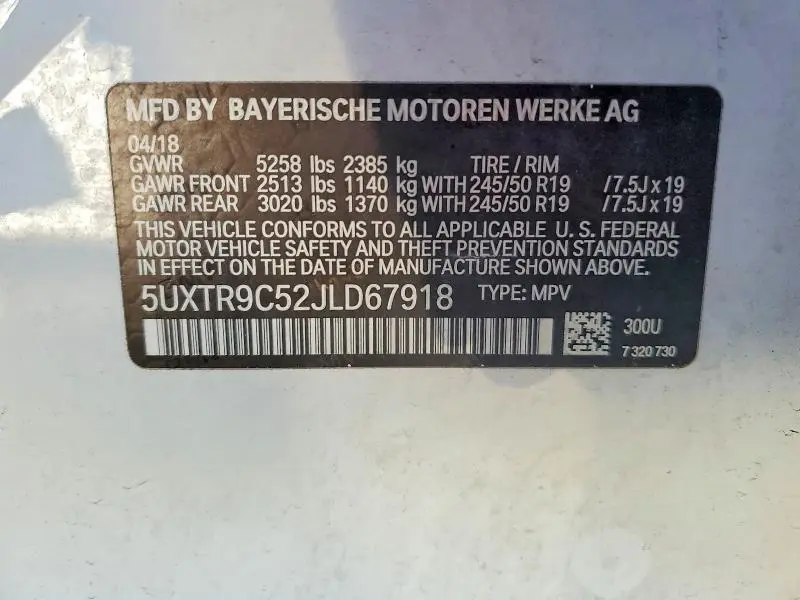 MFD BY BAYERISCHE MOTOREN WERKE AG
04/18
GVWR 5258 lbs 2385 kg TIRE / RIM
GAWR FRONT 2513 lbs 1140 kg WITH 245/50 R19 /7.5J x 19
GAWR REAR 3020 lbs 1370 kg WITH 245/50 R19 /7.5J x 19
THIS VEHICLE CONFORMS TO ALL APPLICABLE U. S. FEDERAL
MOTOR VEHICLE SAFETY AND THEFT PREVENTION STANDARDS
IN EFFECT ON THE DATE OF MANUFACTURE SHOWN ABOVE.
5UXTR9C52JLD67918 TYPE: MPV
300U
7 320 730